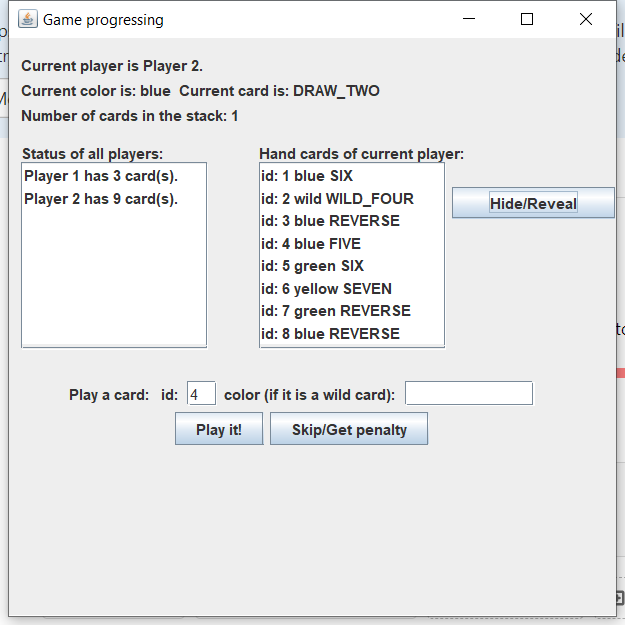 Game progressing
Current player is Player 2.
Current color is: blue Current card is: DRAW_TWO
Number of cards in the stack: 1
Status of all players:
Player 1 has 3 card(s).
Player 2 has 9 card(s).
Hand cards of current player:
id: 1 blue SIX
id: 2 wild WILD_FOUR
id: 3 blue REVERSE
id: 4 blue FIVE
id: 5 green SIX
id: 6 yellow SEVEN
id: 7 green REVERSE
id: 8 blue REVERSE
Hide/Reveal
Play a card: id: 4 color (if it is a wild card):
Play it! Skip/Get penalty